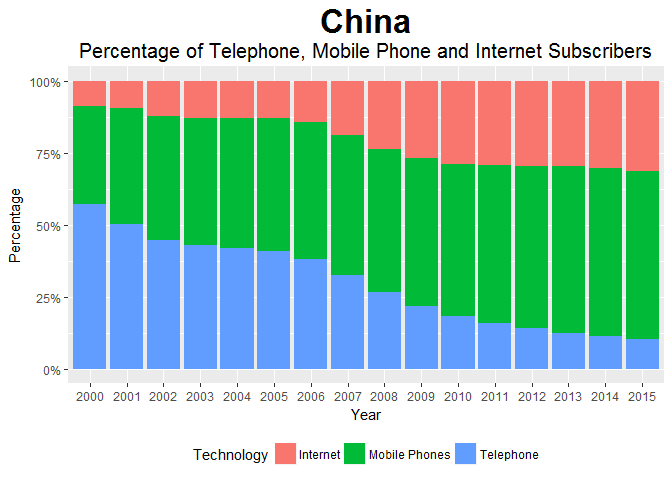 China
Percentage of Telephone, Mobile Phone and Internet Subscribers
100%
75%
50%
25%
0%
Percentage
2000 2001 2002 2003 2004 2005 2006 2007 2008 2009 2010 2011 2012 2013 2014 2015
Year
Technology Internet Mobile Phones Telephone